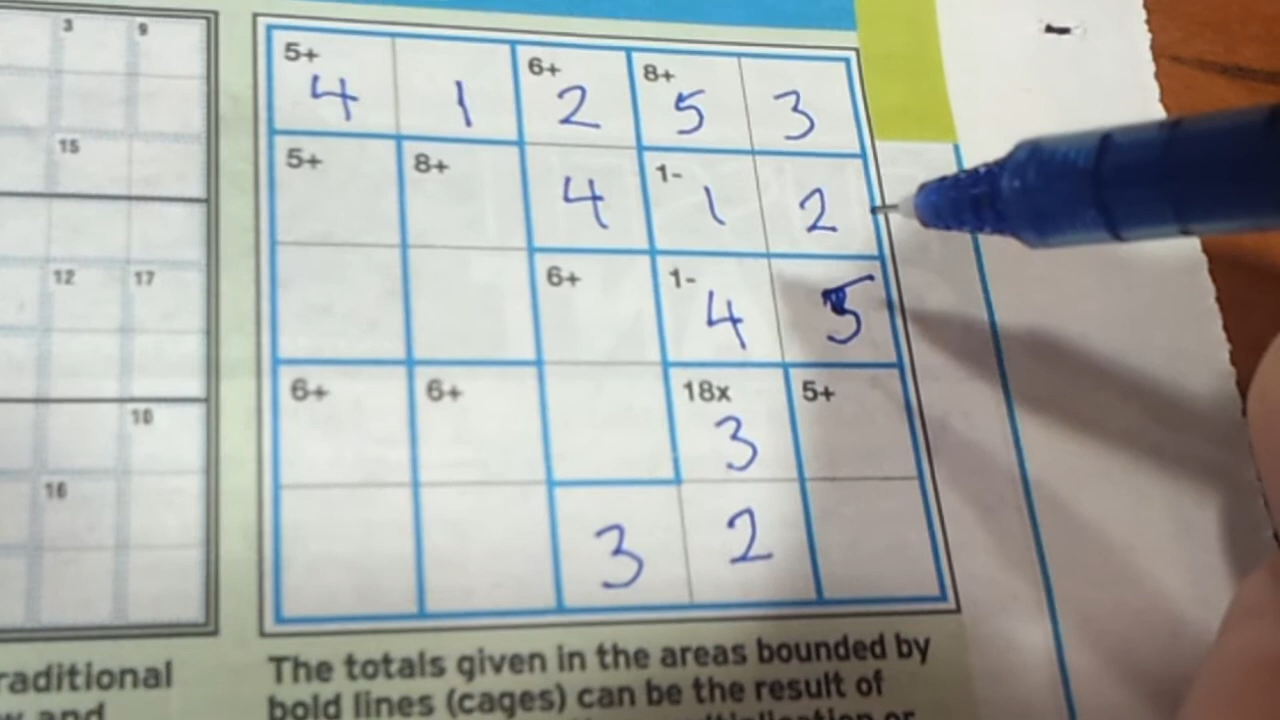 3 9
15
12 17
10
16
5+ 6+ 8+
4 1 2 5 3
5+ 8+ 1-
4 1 2
6+ 1-
4 5
6+ 6+ 18x 5+
3
3 2
raditional
and
The totals given in the areas bounded by
bold lines (cages) can be the result of
or